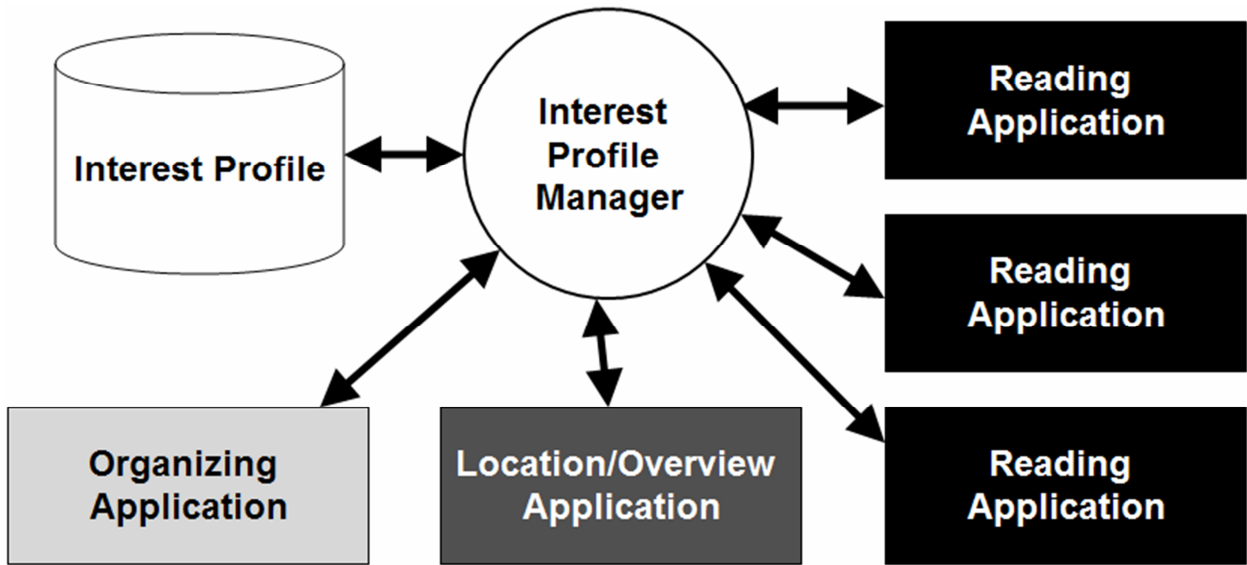 Interest Profile
Interest
Profile
Manager
Reading
Application
Reading
Application
Reading
Application
Organizing
Application
Location/Overview
Application